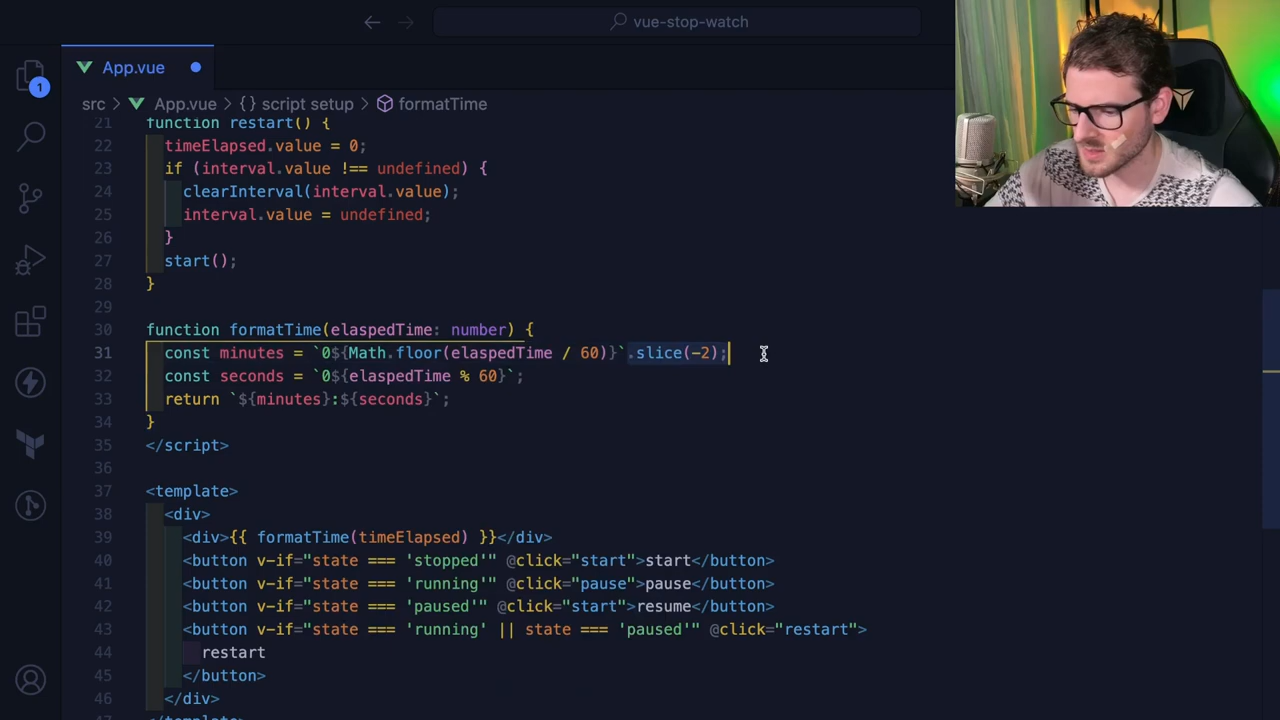 vue-stop-watch
1
App.vue
src > App.vue > {} script setup > formatTime
21 function restart() {
22 timeElapsed.value = 0;
23 if (interval.value !== undefined) {
24 clearInterval(interval.value);
25 interval.value = undefined;
26 }
27 start();
28 }
29
30 function formatTime(elaspedTime: number) {
31 const minutes = `0${Math.floor(elaspedTime / 60)}`.slice(-2);
32 const seconds = `0${elaspedTime % 60}`;
33 return `${minutes}:${seconds}`;
34 }
35 </script>
36
37 <template>
38 <div>
39 <div>{{ formatTime(timeElapsed) }}</div>
40 <button v-if="state === 'stopped'" @click="start">start</button>
41 <button v-if="state === 'running'" @click="pause">pause</button>
42 <button v-if="state === 'paused'" @click="start">resume</button>
43 <button v-if="state === 'running' || state === 'paused'" @click="restart">
44 restart
45 </button>
46 </div>
47 </template>